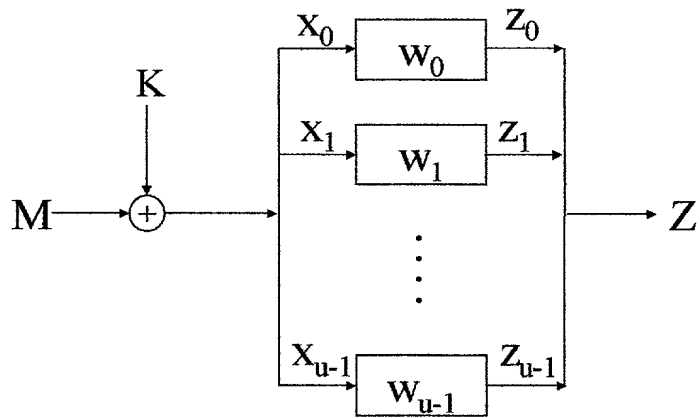 x₀ w₀ z₀
K
x₁ w₁ z₁
M + Z
xᵤ₋₁ wᵤ₋₁ zᵤ₋₁